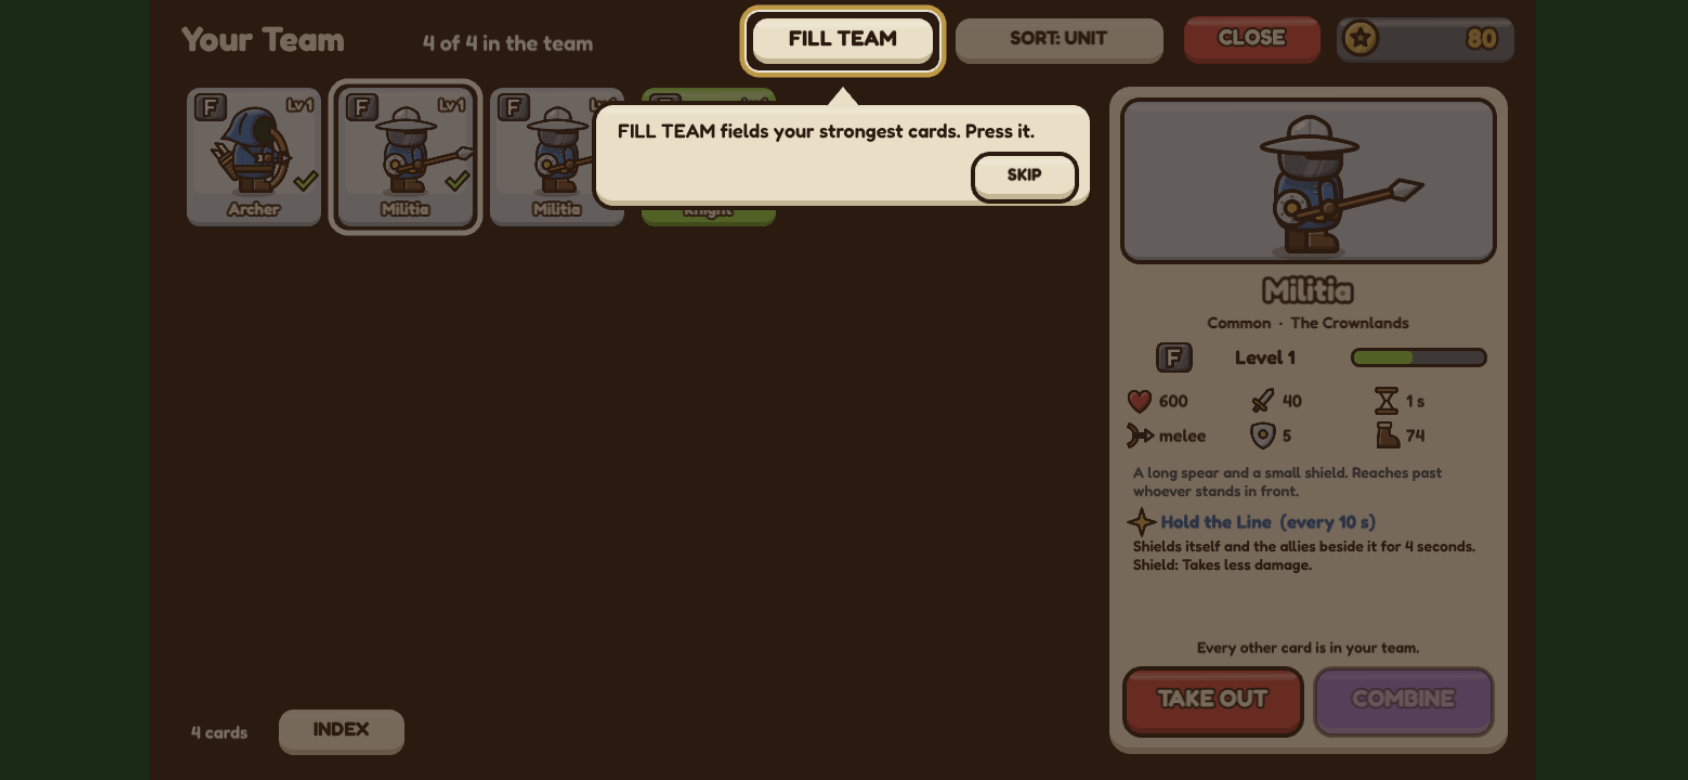 Your Team
4 of 4 in the team
FILL TEAM
SORT: UNIT
CLOSE
80
F
Lv1
Archer
F
Lv1
Militia
F
Militia
Knight
FILL TEAM fields your strongest cards. Press it.
SKIP
Militia
Common · The Crownlands
F
Level 1
600
40
1 s
melee
5
74
A long spear and a small shield. Reaches past
whoever stands in front.
Hold the Line (every 10 s)
Shields itself and the allies beside it for 4 seconds.
Shield: Takes less damage.
Every other card is in your team.
TAKE OUT
COMBINE
4 cards
INDEX